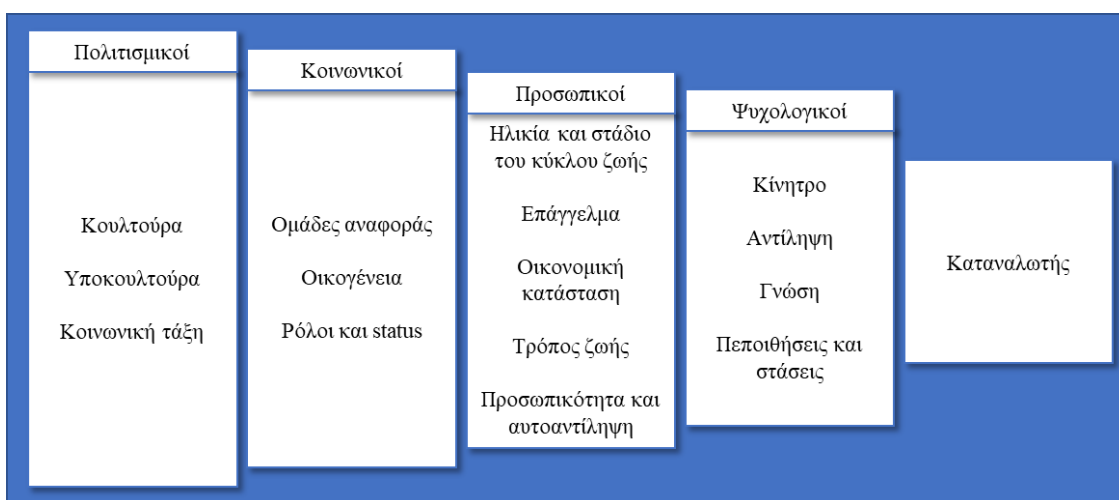 Πολιτισμικοί
Κουλτούρα
Υποκουλτούρα
Κοινωνική τάξη
Κοινωνικοί
Ομάδες αναφοράς
Οικογένεια
Ρόλοι και status
Προσωπικοί
Ηλικία και στάδιο
του κύκλου ζωής
Επάγγελμα
Οικονομική
κατάσταση
Τρόπος ζωής
Προσωπικότητα και
αυτοαντίληψη
Ψυχολογικοί
Κίνητρο
Αντίληψη
Γνώση
Πεποιθήσεις και
στάσεις
Καταναλωτής